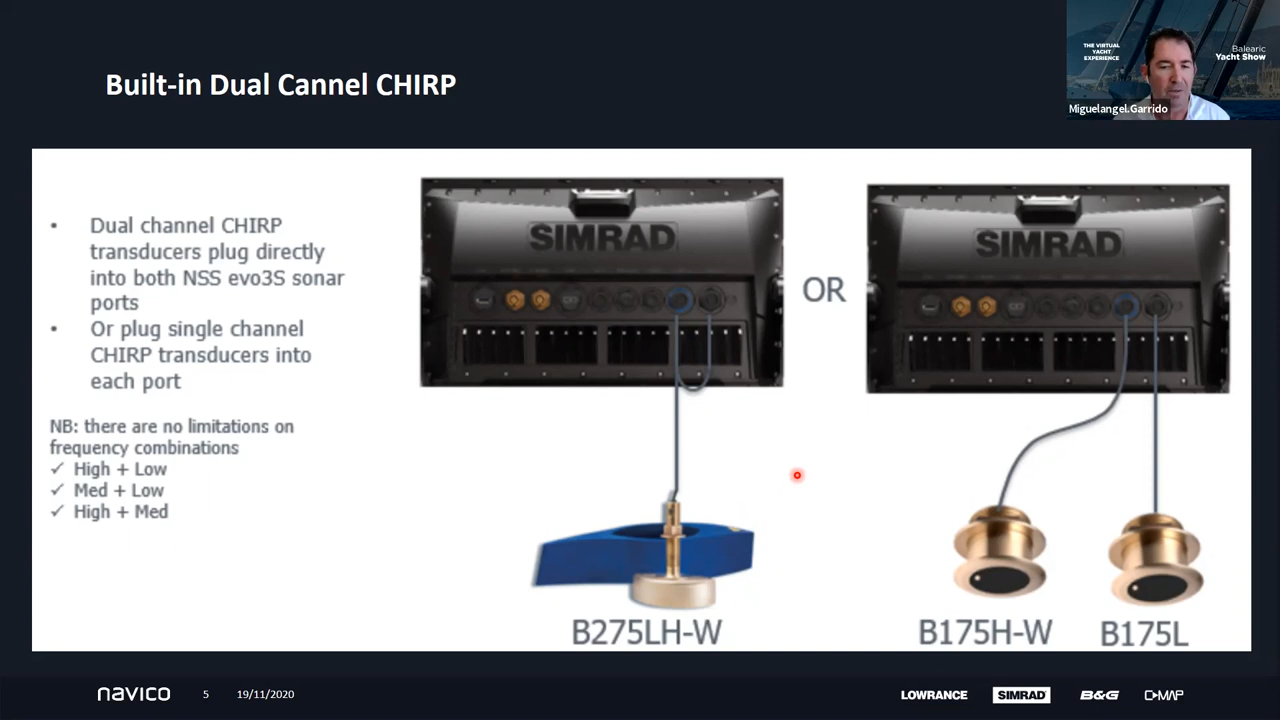 Built-in Dual Cannel CHIRP
THE VIRTUAL
YACHT
EXPERIENCE
Balearic
Yacht Show
Miguelangel.Garrido
• Dual channel CHIRP
transducers plug directly
into both NSS evo3S sonar
ports
• Or plug single channel
CHIRP transducers into
each port
NB: there are no limitations on
frequency combinations
✓ High + Low
✓ Med + Low
✓ High + Med
SIMRAD
OR
SIMRAD
B275LH-W
B175H-W
B175L
NAVICO
5
19/11/2020
LOWRANCE
SIMRAD
B&G
C-MAP